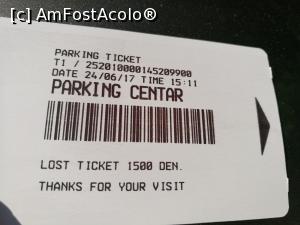 [c] AmFostAcolo®
PARKING TICKET
T1 / 252010000145209900
DATE 24/06/17 TIME 15:11
PARKING CENTAR
LOST TICKET 1500 DEN.
THANKS FOR YOUR VISIT